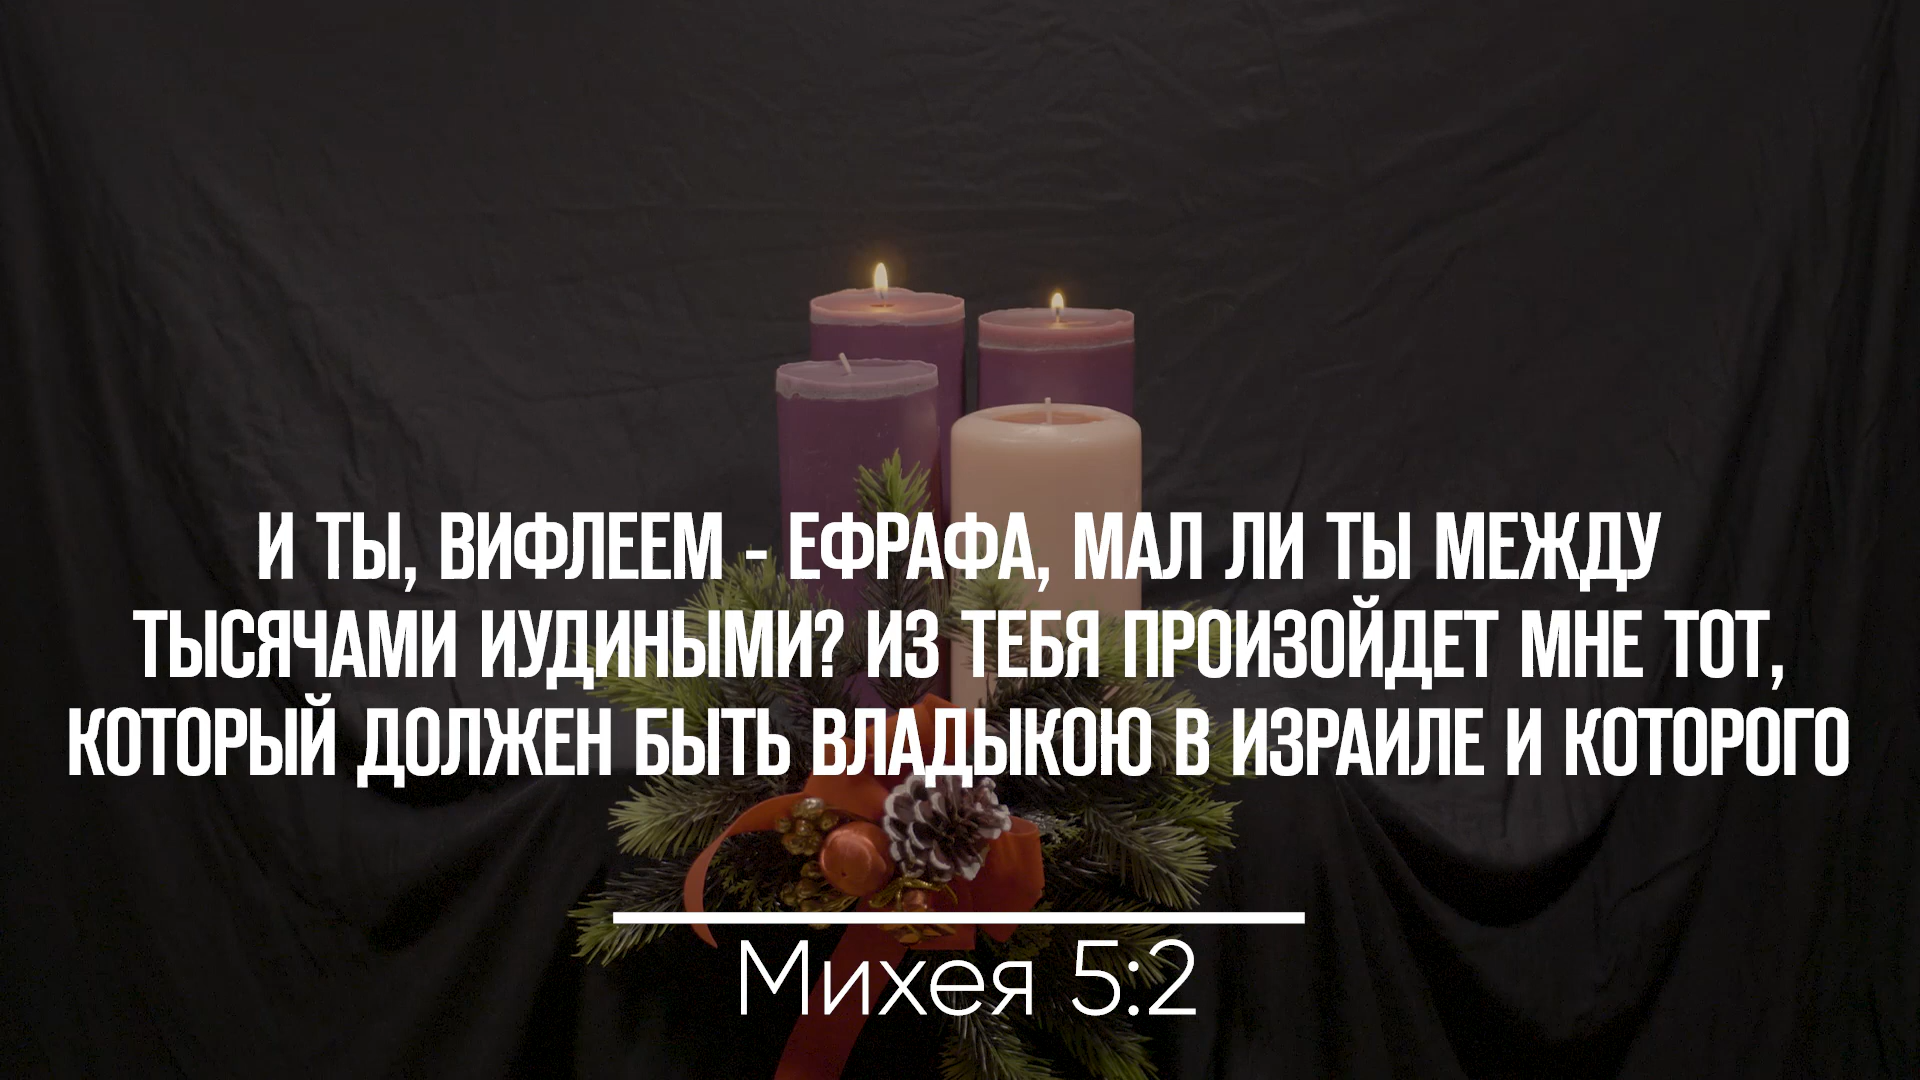 И ТЫ, ВИФЛЕЕМ - ЕФРАФА, МАЛ ЛИ ТЫ МЕЖДУ
ТЫСЯЧАМИ ИУДИНЫМИ? ИЗ ТЕБЯ ПРОИЗОЙДЕТ МНЕ ТОТ,
КОТОРЫЙ ДОЛЖЕН БЫТЬ ВЛАДЫКОЮ В ИЗРАИЛЕ И КОТОРОГО
Михея 5:2